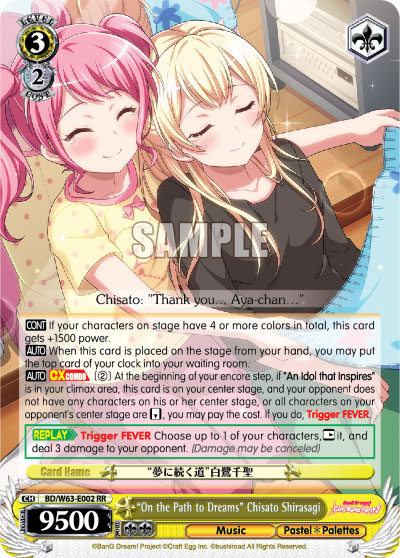 LEVEL
3
2
COST
SAMPLE
Chisato: "Thank you... Aya-chan..."
CONT If your characters on stage have 4 or more colors in total, this card
gets +1500 power.
AUTO When this card is placed on the stage from your hand, you may put
the top card of your clock into your waiting room.
AUTO CXCOMBO [(2)] At the beginning of your encore step, if "An Idol that Inspires"
is in your climax area, this card is on your center stage, and your opponent does
not have any characters on his or her center stage, or all characters on your
opponent's center stage are , you may pay the cost. If you do, Trigger FEVER.
REPLAY Trigger FEVER Choose up to 1 of your characters, it, and
deal 3 damage to your opponent. (Damage may be canceled)
Card Name "夢に続く道"白鷺千聖
CH BD/W63-E002 RR
"On the Path to Dreams" Chisato Shirasagi
9500
Music
Pastel*Palettes
©BanG Dream! Project ©Craft Egg Inc. ©bushiroad All Rights Reserved.